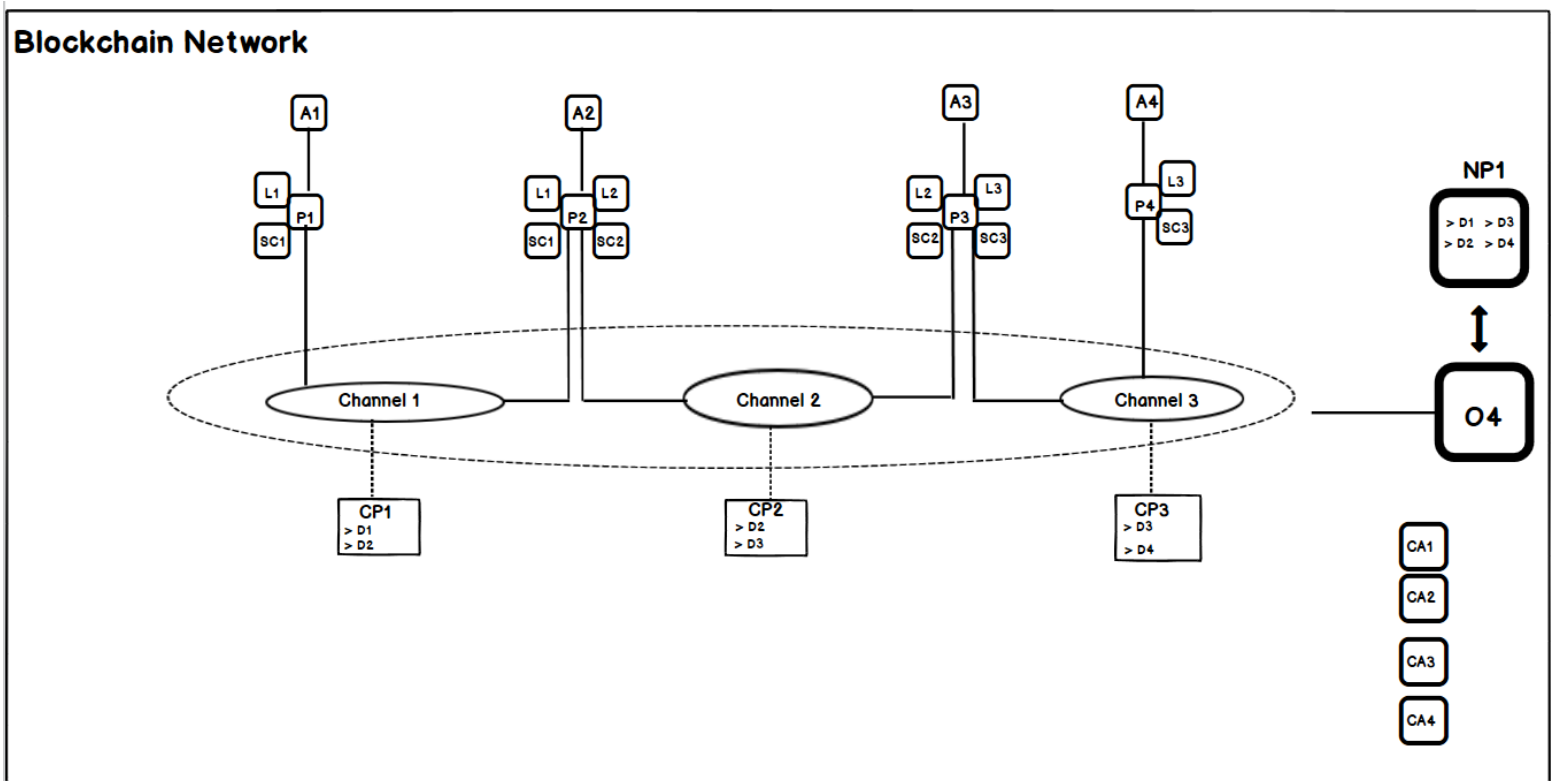 Blockchain Network
A1
A2
A3
A4
L1
P1
SC1
L1
L2
P2
SC1
SC2
L2
L3
P3
SC2
SC3
L3
P4
SC3
NP1
> D1 > D3
> D2 > D4
O4
Channel 1
Channel 2
Channel 3
CP1
> D1
> D2
CP2
> D2
> D3
CP3
> D3
> D4
CA1
CA2
CA3
CA4